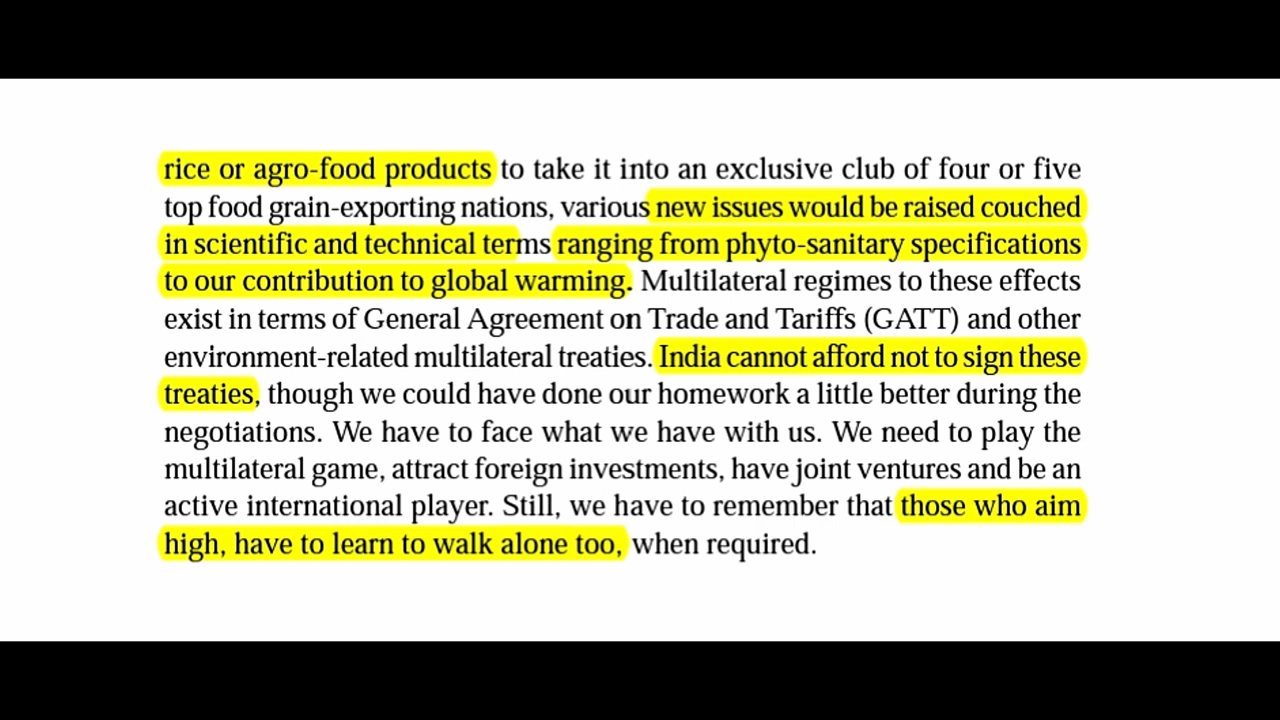 rice or agro-food products to take it into an exclusive club of four or five
top food grain-exporting nations, various new issues would be raised couched
in scientific and technical terms ranging from phyto-sanitary specifications
to our contribution to global warming. Multilateral regimes to these effects
exist in terms of General Agreement on Trade and Tariffs (GATT) and other
environment-related multilateral treaties. India cannot afford not to sign these
treaties, though we could have done our homework a little better during the
negotiations. We have to face what we have with us. We need to play the
multilateral game, attract foreign investments, have joint ventures and be an
active international player. Still, we have to remember that those who aim
high, have to learn to walk alone too, when required.